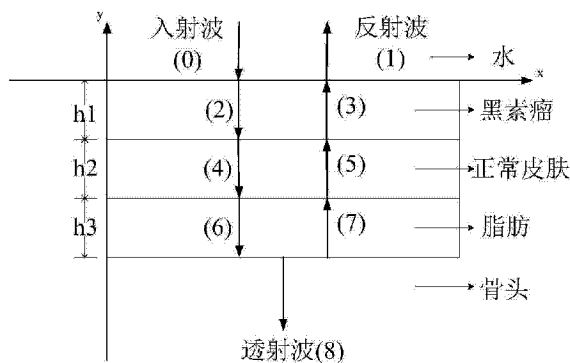 y
入射波
反射波
(0)
(1)
水
x
h1
(2)
(3)
黑素瘤
h2
(4)
(5)
正常皮肤
h3
(6)
(7)
脂肪
骨头
透射波(8)